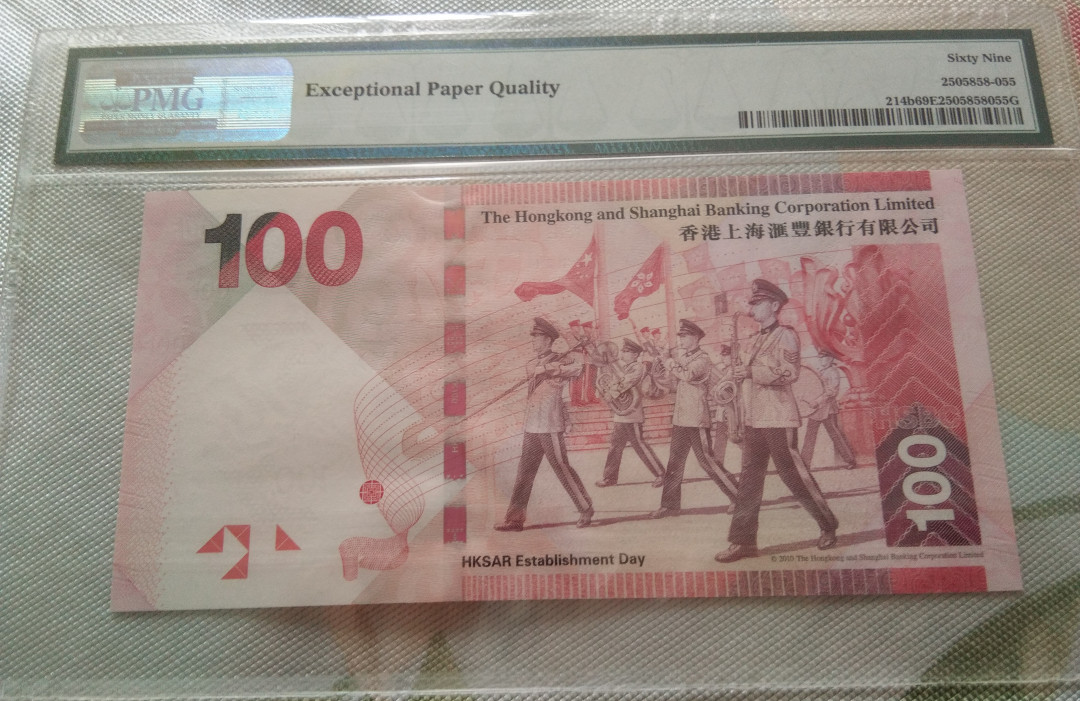 PMG
Exceptional Paper Quality
Sixty Nine
2505858-055
214b69E2505858055G
100
The Hongkong and Shanghai Banking Corporation Limited
香港上海滙豐銀行有限公司
HSBC
100
HKSAR Establishment Day
© 2010 The Hongkong and Shanghai Banking Corporation Limited